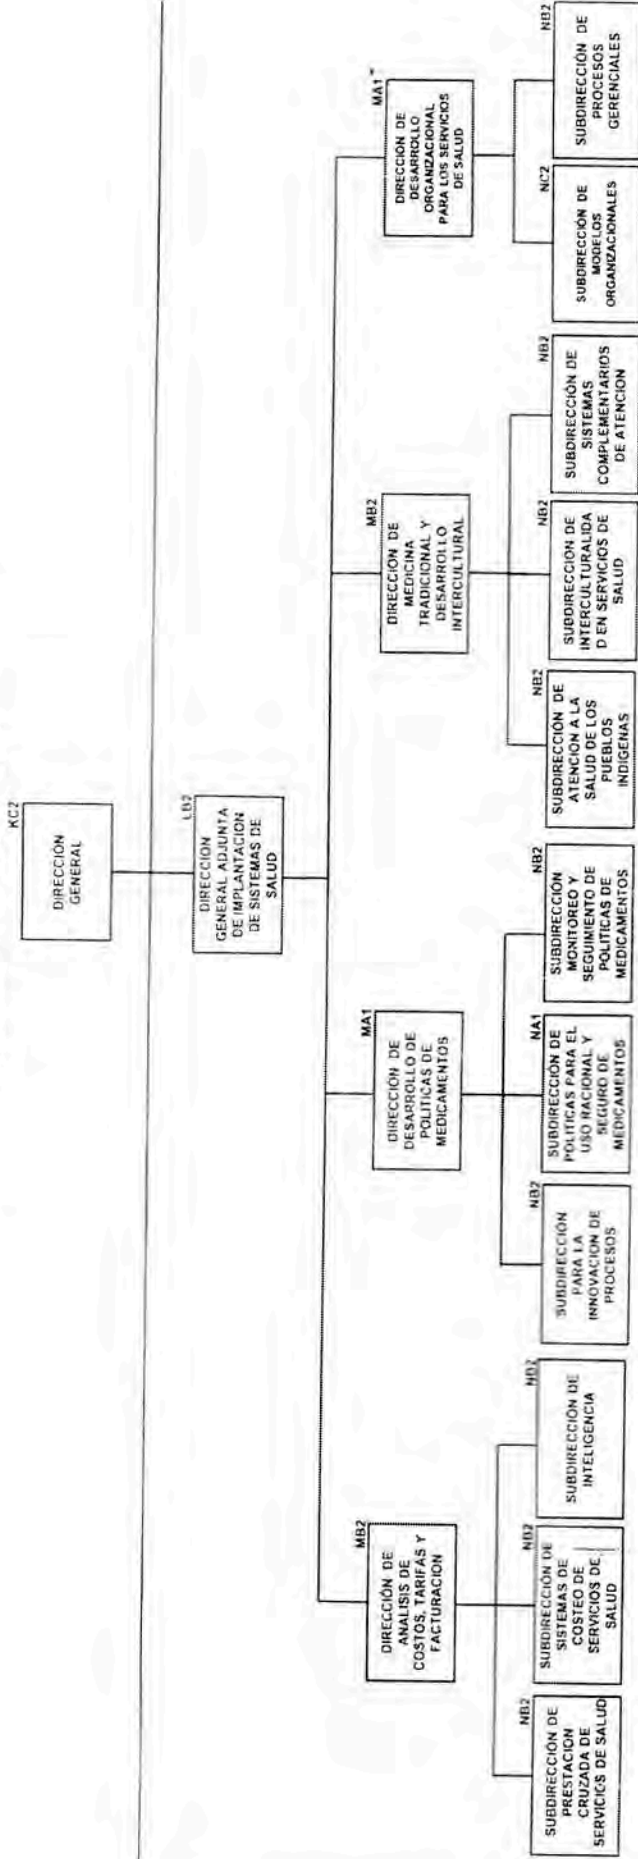 KC2
DIRECCIÓN
GENERAL
LB2
DIRECCION
GENERAL ADJUNTA
DE IMPLANTACION
DE SISTEMAS DE
SALUD
MB2
DIRECCIÓN DE
ANALISIS DE
COSTOS, TARIFAS Y
FACTURACION
MA1
DIRECCIÓN DE
DESARROLLO DE
POLITICAS DE
MEDICAMENTOS
MB2
DIRECCIÓN DE
MEDICINA
TRADICIONAL Y
DESARROLLO
INTERCULTURAL
MA1
DIRECCIÓN DE
DESARROLLO
ORGANIZACIONAL
PARA LOS SERVICIOS
DE SALUD
NB2
SUBDIRECCIÓN DE
PRESTACION
CRUZADA DE
SERVICIOS DE SALUD
NB2
SUBDIRECCIÓN DE
SISTEMAS DE
COSTEO DE
SERVICIOS DE
SALUD
NB2
SUBDIRECCIÓN DE
INTELIGENCIA
NB2
SUBDIRECCIÓN
PARA LA
INNOVACION DE
PROCESOS
NA1
SUBDIRECCIÓN DE
POLITICAS PARA EL
USO RACIONAL Y
SEGURO DE
MEDICAMENTOS
NB2
SUBDIRECCIÓN
MONITOREO Y
SEGUIMIENTO DE
POLITICAS DE
MEDICAMENTOS
NB2
SUBDIRECCIÓN DE
ATENCION A LA
SALUD DE LOS
PUEBLOS
INDIGENAS
NB2
SUBDIRECCIÓN DE
INTERCULTURALIDA
D EN SERVICIOS DE
SALUD
NB2
SUBDIRECCIÓN DE
SISTEMAS
COMPLEMENTARIOS
DE ATENCION
NC2
SUBDIRECCIÓN DE
MODELOS
ORGANIZACIONALES
NB2
SUBDIRECCIÓN DE
PROCESOS
GERENCIALES